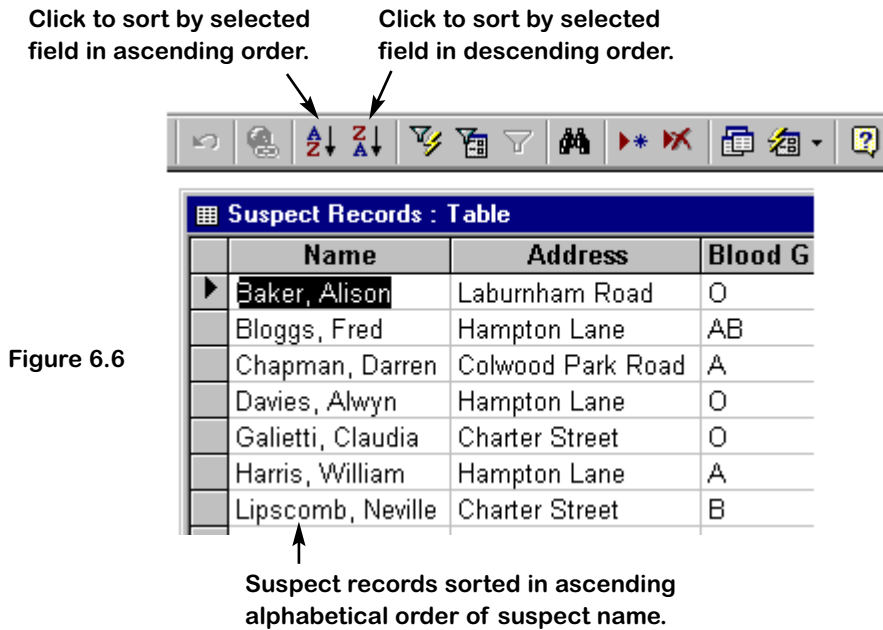 Click to sort by selected
field in ascending order.
Click to sort by selected
field in descending order.
A
Z
Z
A
Suspect Records : Table
Name Address Blood G
Baker, Alison Laburnham Road O
Bloggs, Fred Hampton Lane AB
Figure 6.6
Chapman, Darren Colwood Park Road A
Davies, Alwyn Hampton Lane O
Galietti, Claudia Charter Street O
Harris, William Hampton Lane A
Lipscomb, Neville Charter Street B
Suspect records sorted in ascending
alphabetical order of suspect name.